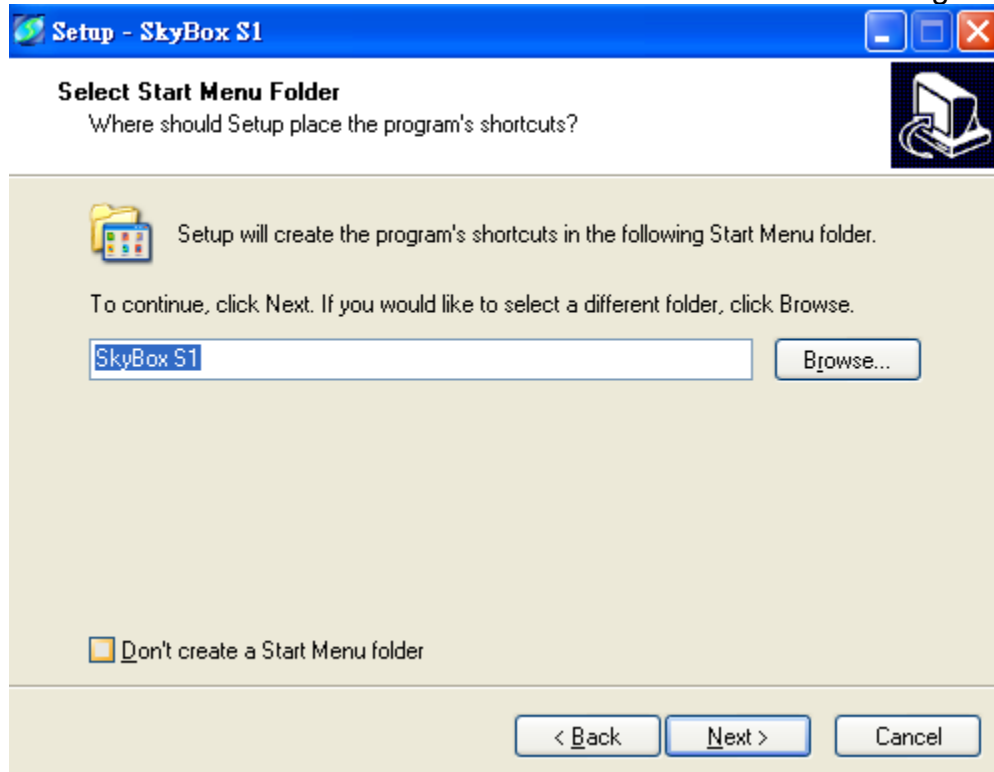 Setup - SkyBox S1
Select Start Menu Folder
Where should Setup place the program's shortcuts?
Setup will create the program's shortcuts in the following Start Menu folder.
To continue, click Next. If you would like to select a different folder, click Browse.
SkyBox S1
Browse...
Don't create a Start Menu folder
< Back
Next >
Cancel